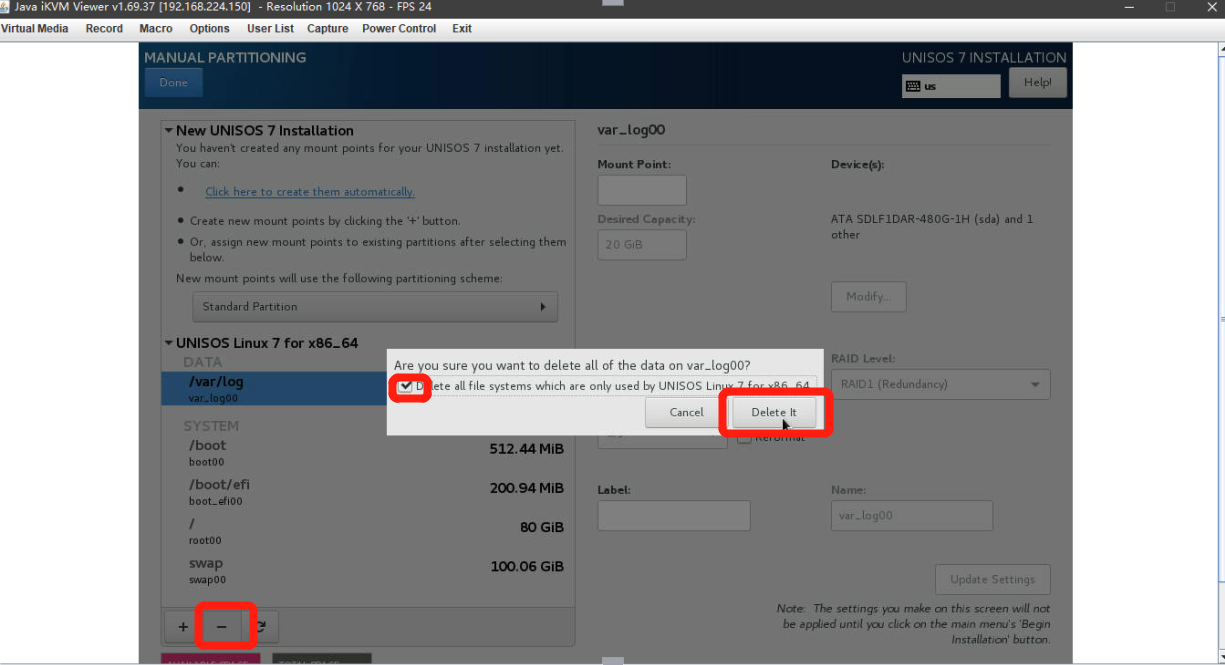 Java iKVM Viewer v1.69.37 [192.168.224.150] - Resolution 1024 X 768 - FPS 24
Virtual Media Record Macro Options User List Capture Power Control Exit
MANUAL PARTITIONING
UNISOS 7 INSTALLATION
Done
us
Help!
New UNISOS 7 Installation
You haven't created any mount points for your UNISOS 7 installation yet.
You can:
Click here to create them automatically.
Create new mount points by clicking the '+' button.
Or, assign new mount points to existing partitions after selecting them
below.
New mount points will use the following partitioning scheme:
Standard Partition
UNISOS Linux 7 for x86_64
DATA
/var/log
var_log00
SYSTEM
/boot
512.44 MiB
boot00
/boot/efi
200.94 MiB
boot_efi00
/
80 GiB
root00
swap
100.06 GiB
swap00
+ −
var_log00
Mount Point:
Device(s):
Desired Capacity:
ATA SDLF1DAR-480G-1H (sda) and 1
other
20 GiB
Modify...
Are you sure you want to delete all of the data on var_log00?
all file systems which are only used by UNISOS Linux 7 for x86_64.
Cancel
Delete It
RAID Level:
RAID1 (Redundancy)
Reformat
Label:
Name:
var_log00
Update Settings
Note: The settings you make on this screen will not
be applied until you click on the main menu's 'Begin
Installation' button.